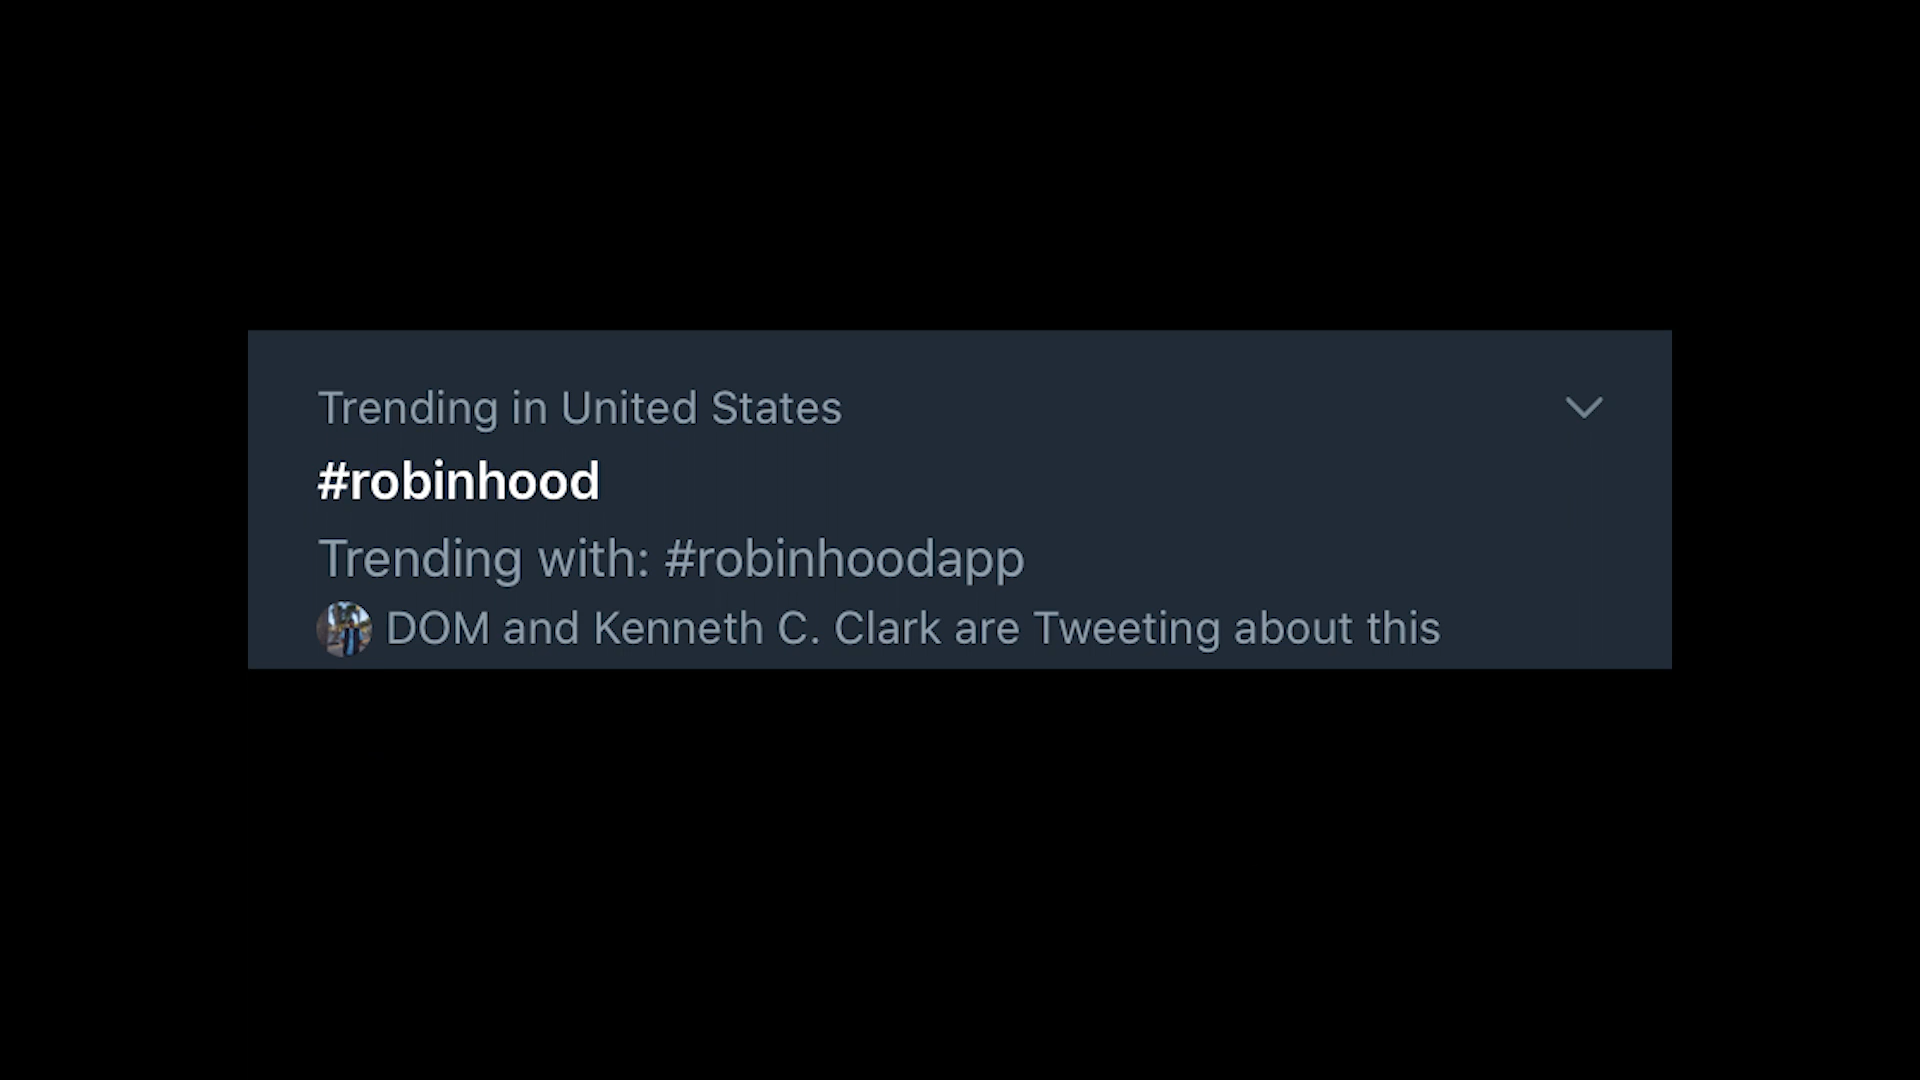 Trending in United States
#robinhood
Trending with: #robinhoodapp
DOM and Kenneth C. Clark are Tweeting about this